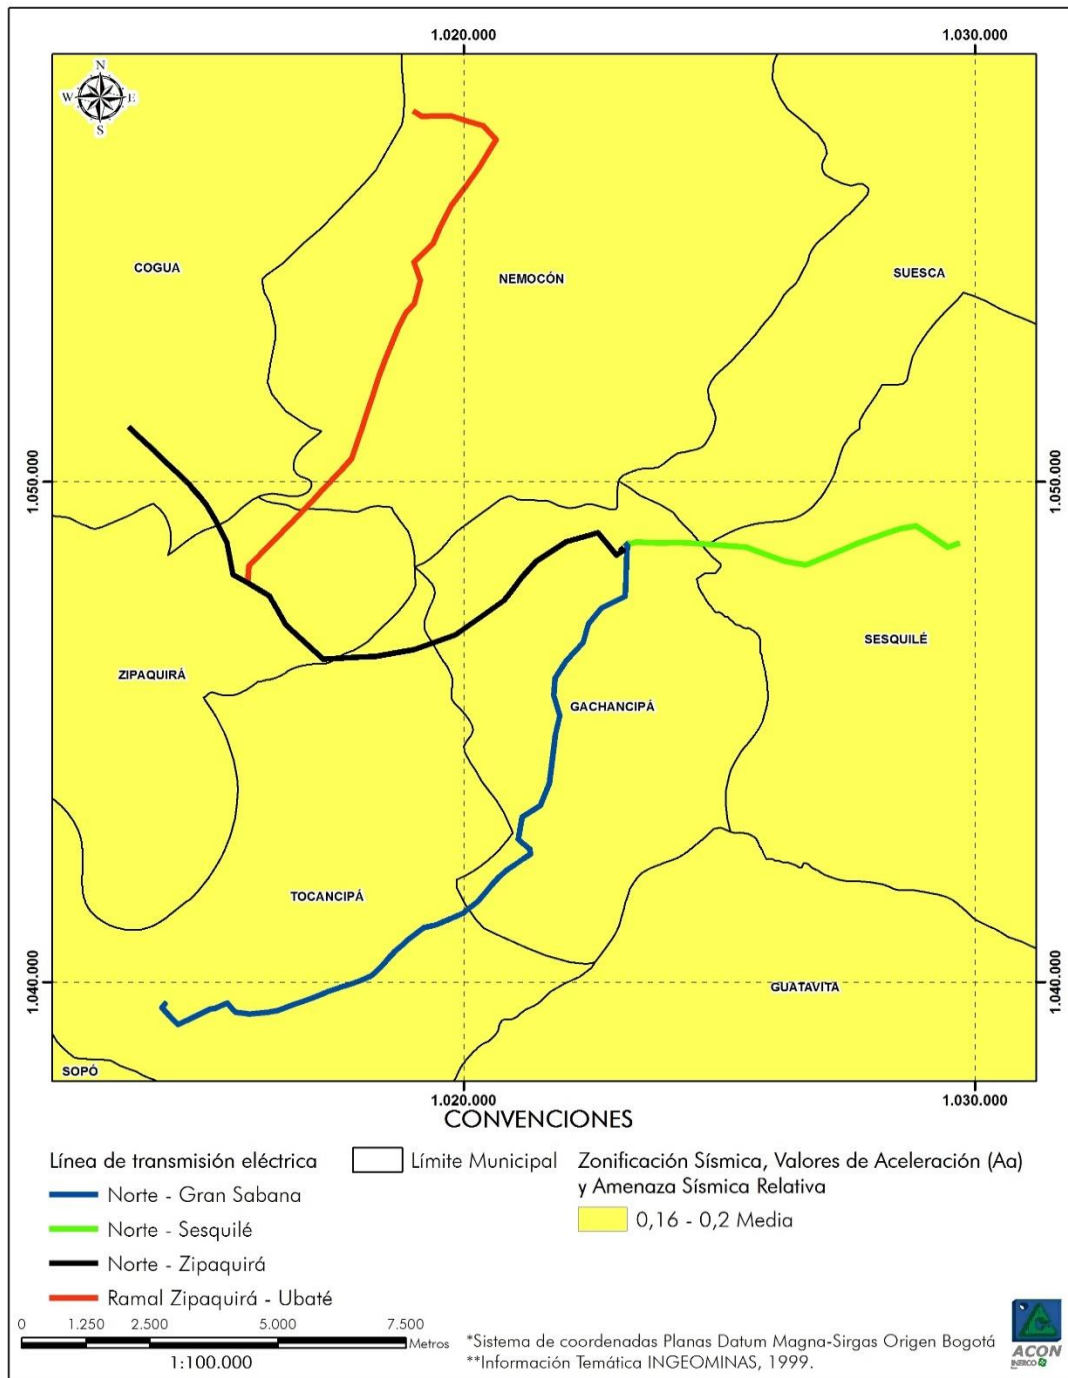 1.020.000 1.030.000
N
W E
S
COGUA
NEMOCÓN
SUESCA
1.050.000 1.050.000
SESQUILÉ
ZIPAQUIRÁ
GACHANCIPÁ
TOCANCIPÁ
1.040.000 1.040.000
GUATAVITA
SOPÓ
1.020.000 1.030.000
CONVENCIONES
Línea de transmisión eléctrica
Norte - Gran Sabana
Norte - Sesquilé
Norte - Zipaquirá
Ramal Zipaquirá - Ubaté
Límite Municipal
Zonificación Sísmica, Valores de Aceleración (Aa)
y Amenaza Sísmica Relativa
0,16 - 0,2 Media
0 1.250 2.500 5.000 7.500
Metros
1:100.000
*Sistema de coordenadas Planas Datum Magna-Sirgas Origen Bogotá
**Información Temática INGEOMINAS, 1999.
ACON
INERCO